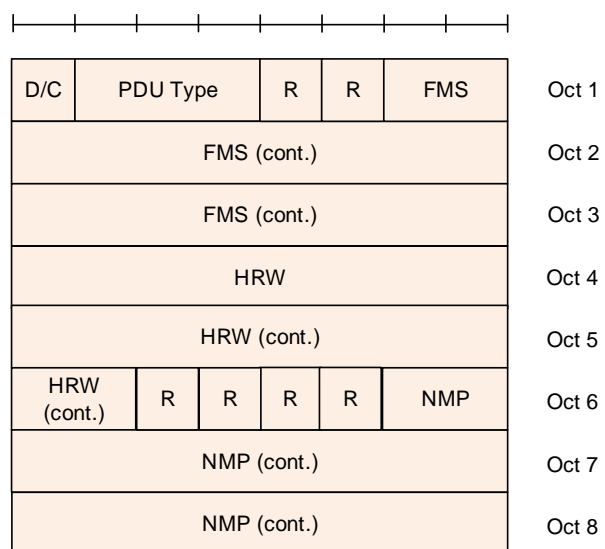 D/C PDU Type R R FMS Oct 1
FMS (cont.) Oct 2
FMS (cont.) Oct 3
HRW Oct 4
HRW (cont.) Oct 5
HRW
(cont.) R R R R NMP Oct 6
NMP (cont.) Oct 7
NMP (cont.) Oct 8